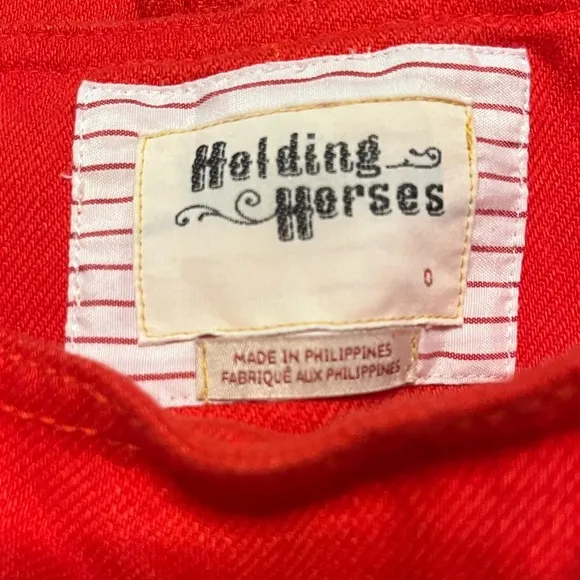 Holding
Horses
0
MADE IN PHILIPPINES
FABRIQUÉ AUX PHILIPPINES